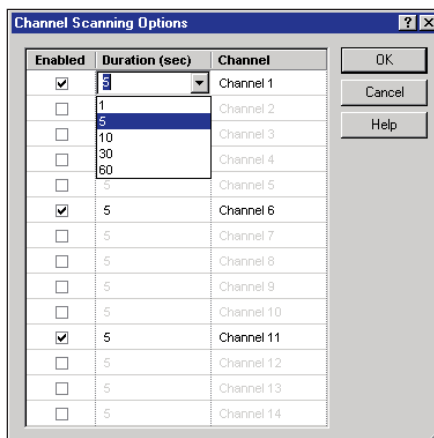 Channel Scanning Options ? ×
Enabled Duration (sec) Channel
5 Channel 1
1 Channel 2
5
10
30
60
Channel 3
Channel 4
5 Channel 5
5 Channel 6
5 Channel 7
5 Channel 8
5 Channel 9
5 Channel 10
5 Channel 11
5 Channel 12
5 Channel 13
5 Channel 14
OK
Cancel
Help